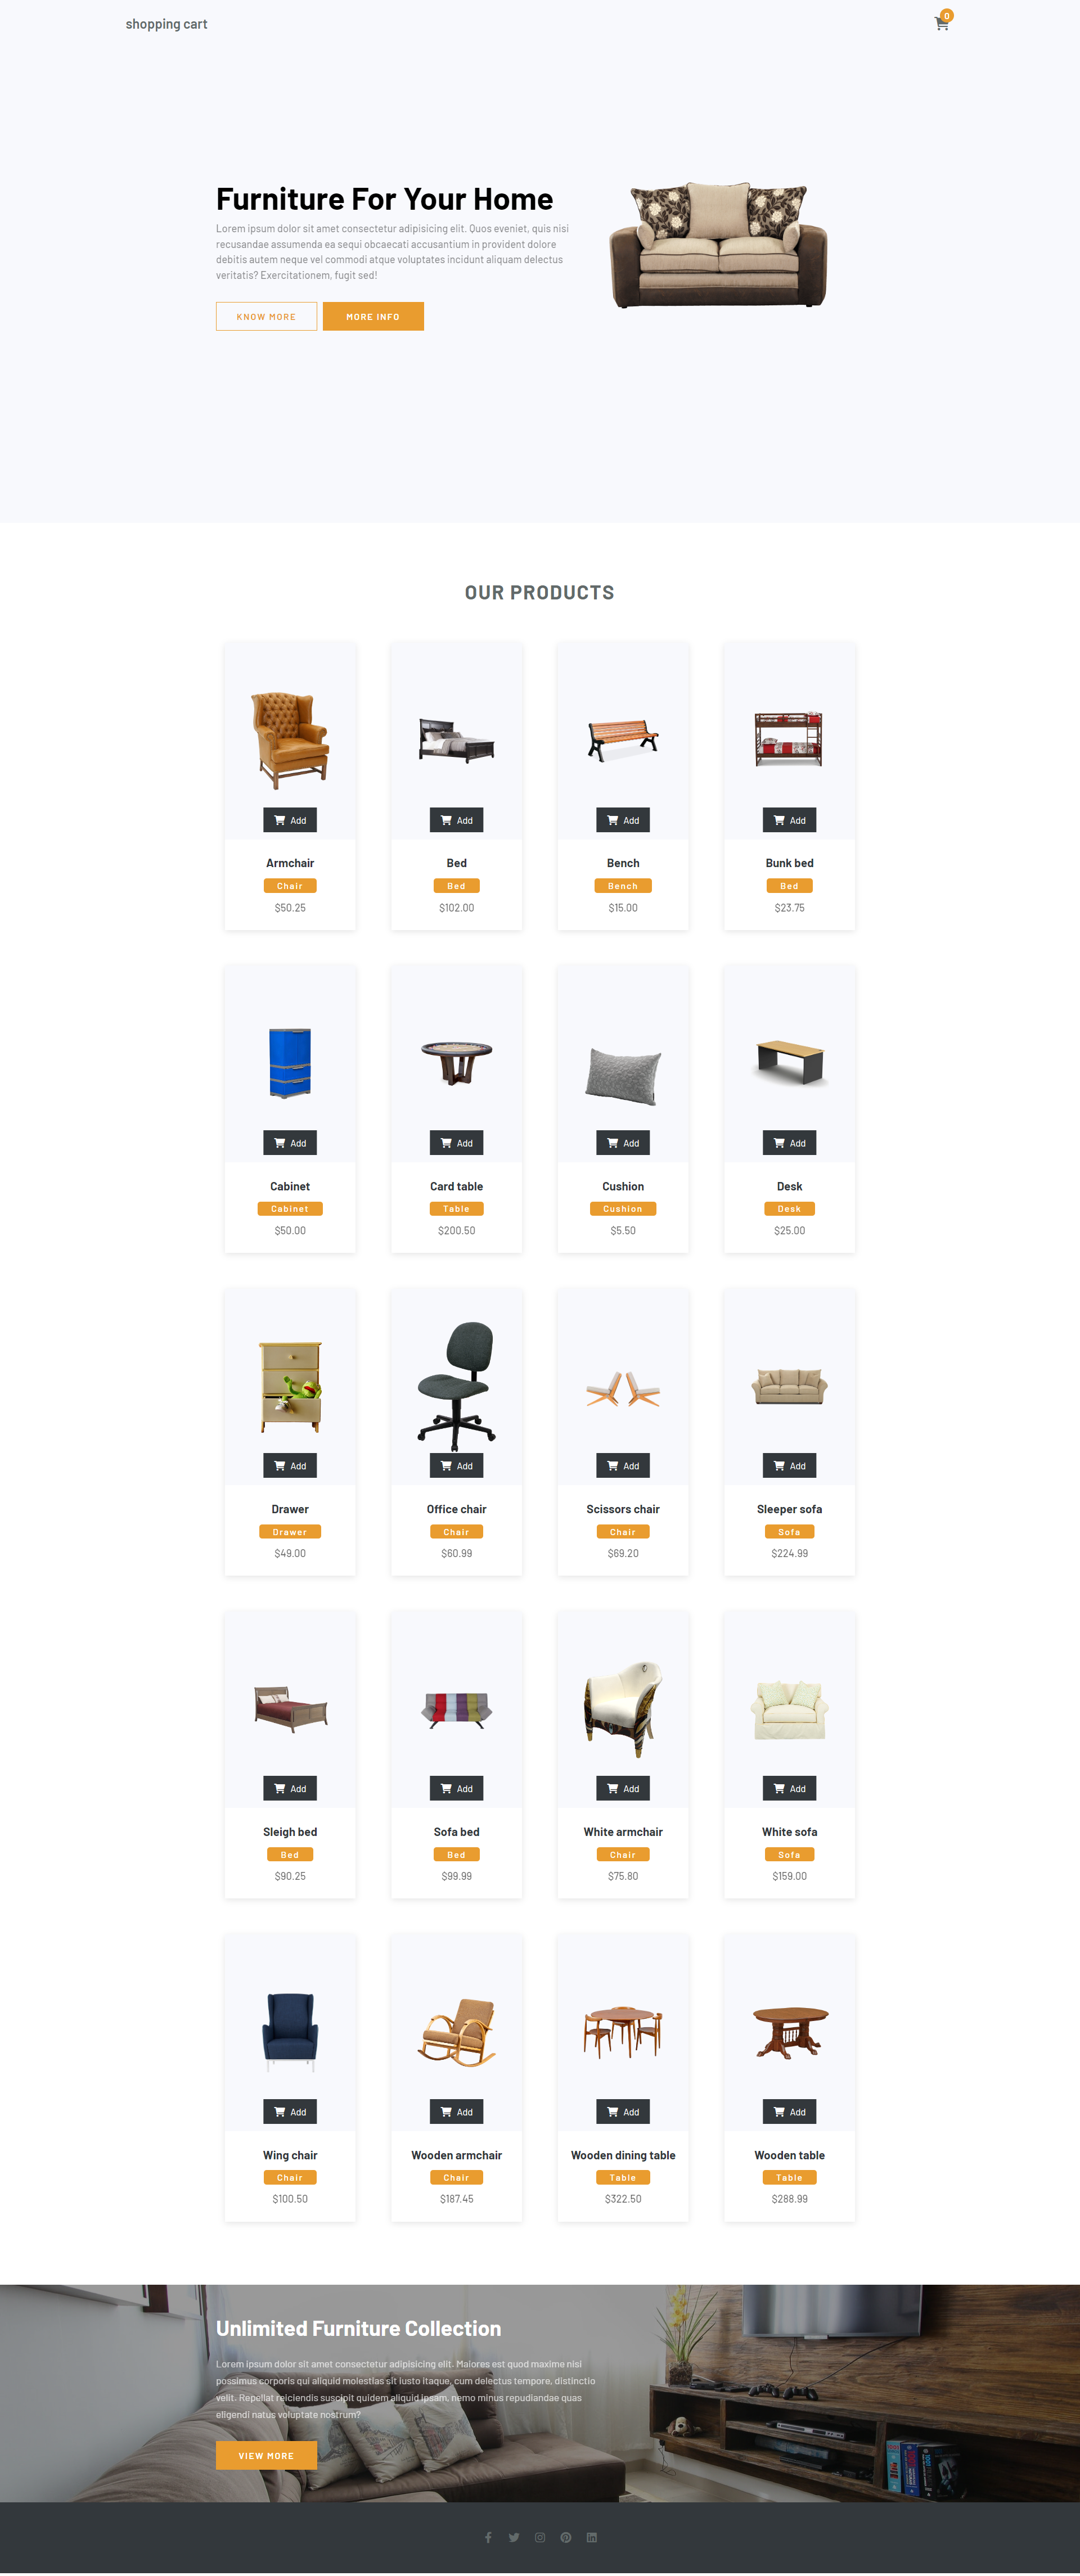 shopping cart
0
Furniture For Your Home
Lorem ipsum dolor sit amet consectetur adipisicing elit. Quos eveniet, quis nisi
recusandae assumenda ea sequi obcaecati accusantium in provident dolore
debitis autem neque vel commodi atque voluptates incidunt aliquam delectus
veritatis? Exercitationem, fugit sed!
KNOW MORE
MORE INFO
OUR PRODUCTS
Add
Add
Add
Add
Armchair
Bed
Bench
Bunk bed
Chair
Bed
Bench
Bed
$50.25
$102.00
$15.00
$23.75
Add
Add
Add
Add
Cabinet
Card table
Cushion
Desk
Cabinet
Table
Cushion
Desk
$50.00
$200.50
$5.50
$25.00
Add
Add
Add
Add
Drawer
Office chair
Scissors chair
Sleeper sofa
Drawer
Chair
Chair
Sofa
$49.00
$60.99
$69.20
$224.99
Add
Add
Add
Add
Sleigh bed
Sofa bed
White armchair
White sofa
Bed
Bed
Chair
Sofa
$90.25
$99.99
$75.80
$159.00
Add
Add
Add
Add
Wing chair
Wooden armchair
Wooden dining table
Wooden table
Chair
Chair
Table
Table
$100.50
$187.45
$322.50
$288.99
Unlimited Furniture Collection
Lorem ipsum dolor sit amet consectetur adipisicing elit. Maiores est quod maxime nisi
possimus corporis qui aliquid molestias sit iusto itaque, cum delectus tempore, distinctio
velit. Repellat reiciendis suscipit quidem aliquid ipsam, nemo minus repudiandae quas
eligendi natus voluptate nostrum?
VIEW MORE